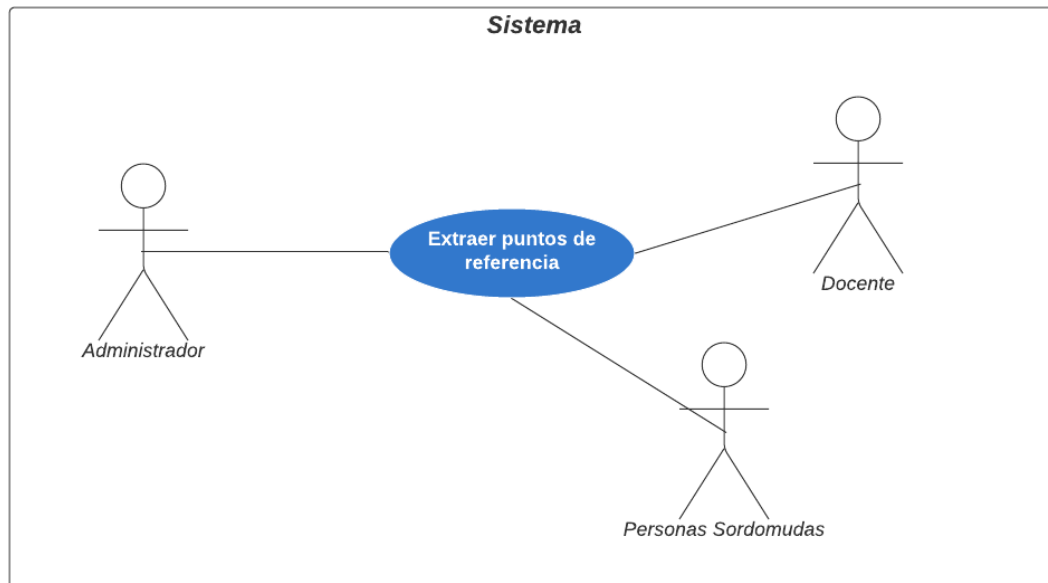 Sistema
Extraer puntos de
referencia
Docente
Administrador
Personas Sordomudas